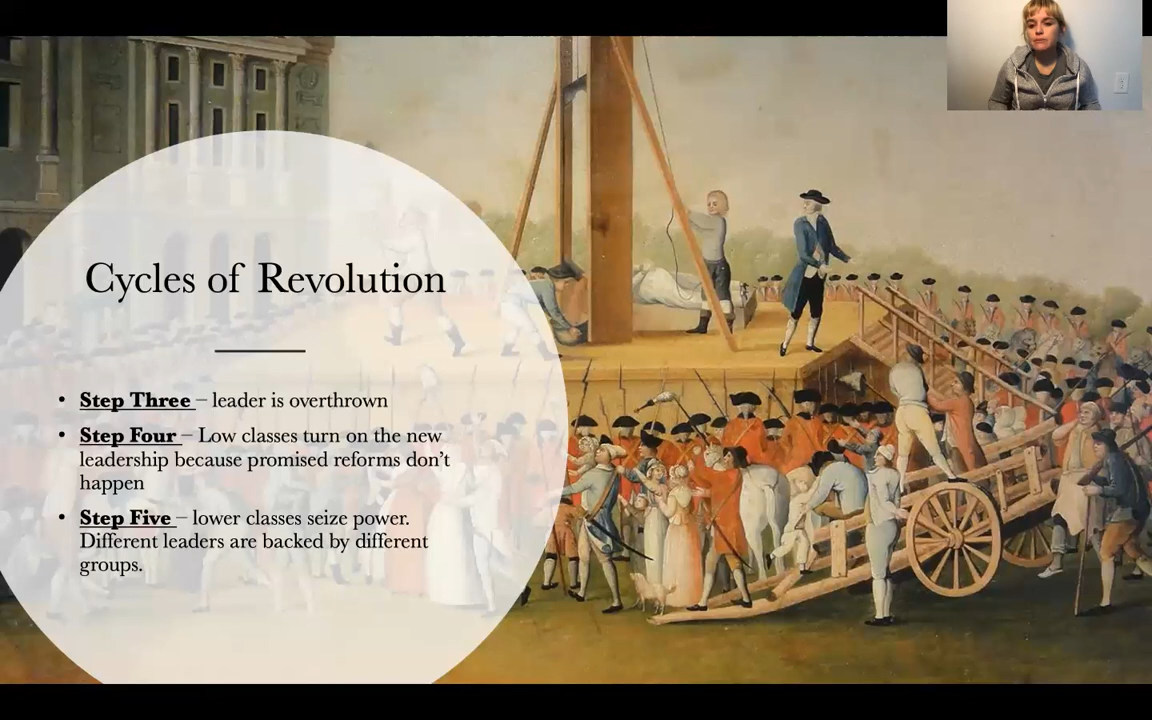 Cycles of Revolution
• Step Three – leader is overthrown
• Step Four – Low classes turn on the new
leadership because promised reforms don't
happen
• Step Five – lower classes seize power.
Different leaders are backed by different
groups.